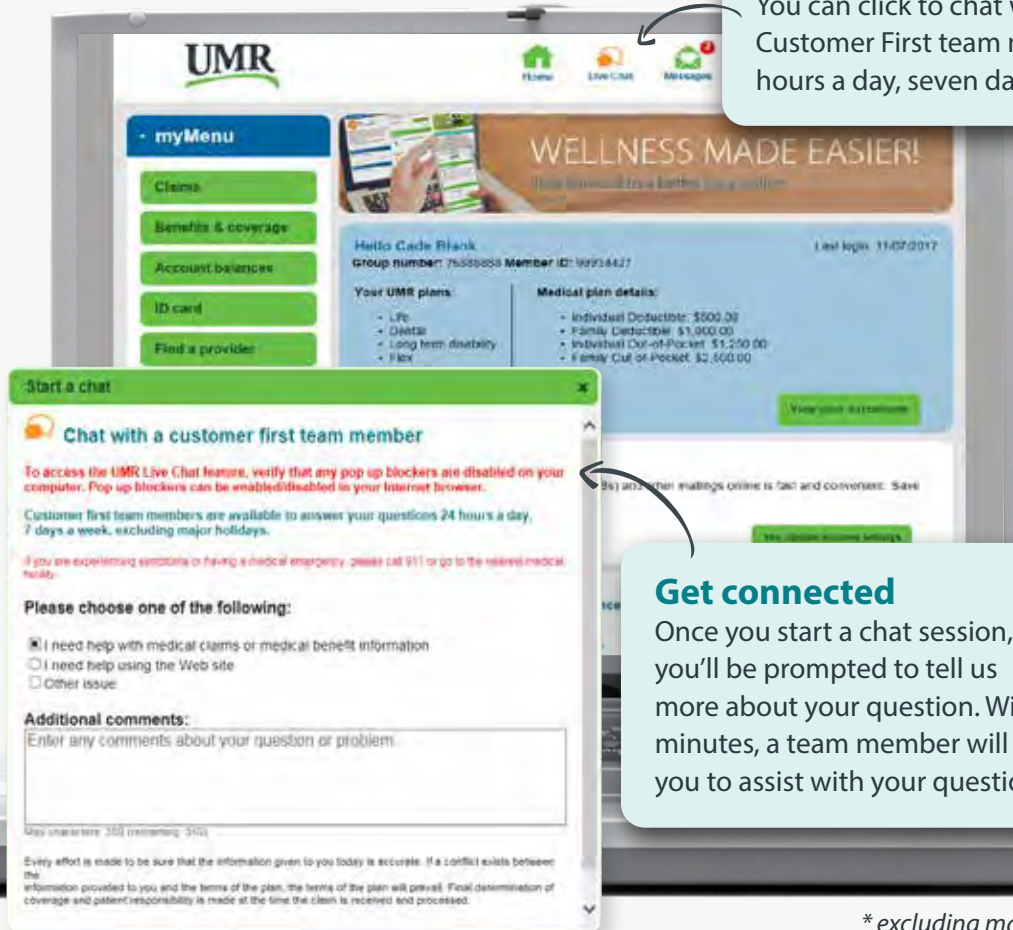 You can click to chat
Customer First team
hours a day, seven
UMR
Home Live Chat Messages
- myMenu
Claims
Benefits & coverage
Account balances
ID card
Find a provider
WELLNESS MADE EASIER!
Hello Cade Blank
Last login: 11/07/2017
Group number: Member ID:
Your UMR plans:
Medical plan details:
- Life
- Dental
- Long term disability
- Flex
- Individual Deductible: $500.00
- Family Deductible: $1,000.00
- Individual Out-of-Pocket: $1,250.00
- Family Out of Pocket: $2,500.00
and other mailings online is fast and convenient. Save
Start a chat x
Chat with a customer first team member
To access the UMR Live Chat feature, verify that any pop up blockers are disabled on your
computer. Pop up blockers can be enabled/disabled in your Internet browser.
Customer first team members are available to answer your questions 24 hours a day,
7 days a week, excluding major holidays.
If you are experiencing symptoms or having a medical emergency, please call 911 or go to the nearest medical
facility.
Please choose one of the following:
I need help with medical claims or medical benefit information
I need help using the Web site
Other issue
Additional comments:
Enter any comments about your question or problem.
Every effort is made to be sure that the information given to you today is accurate. If a conflict exists between
the
information provided to you and the terms of the plan, the terms of the plan will prevail. Final determination of
coverage and patient responsibility is made at the time the claim is received and processed.
Get connected
Once you start a chat session,
you'll be prompted to tell us
more about your question.
minutes, a team member will
you to assist with your
* excluding